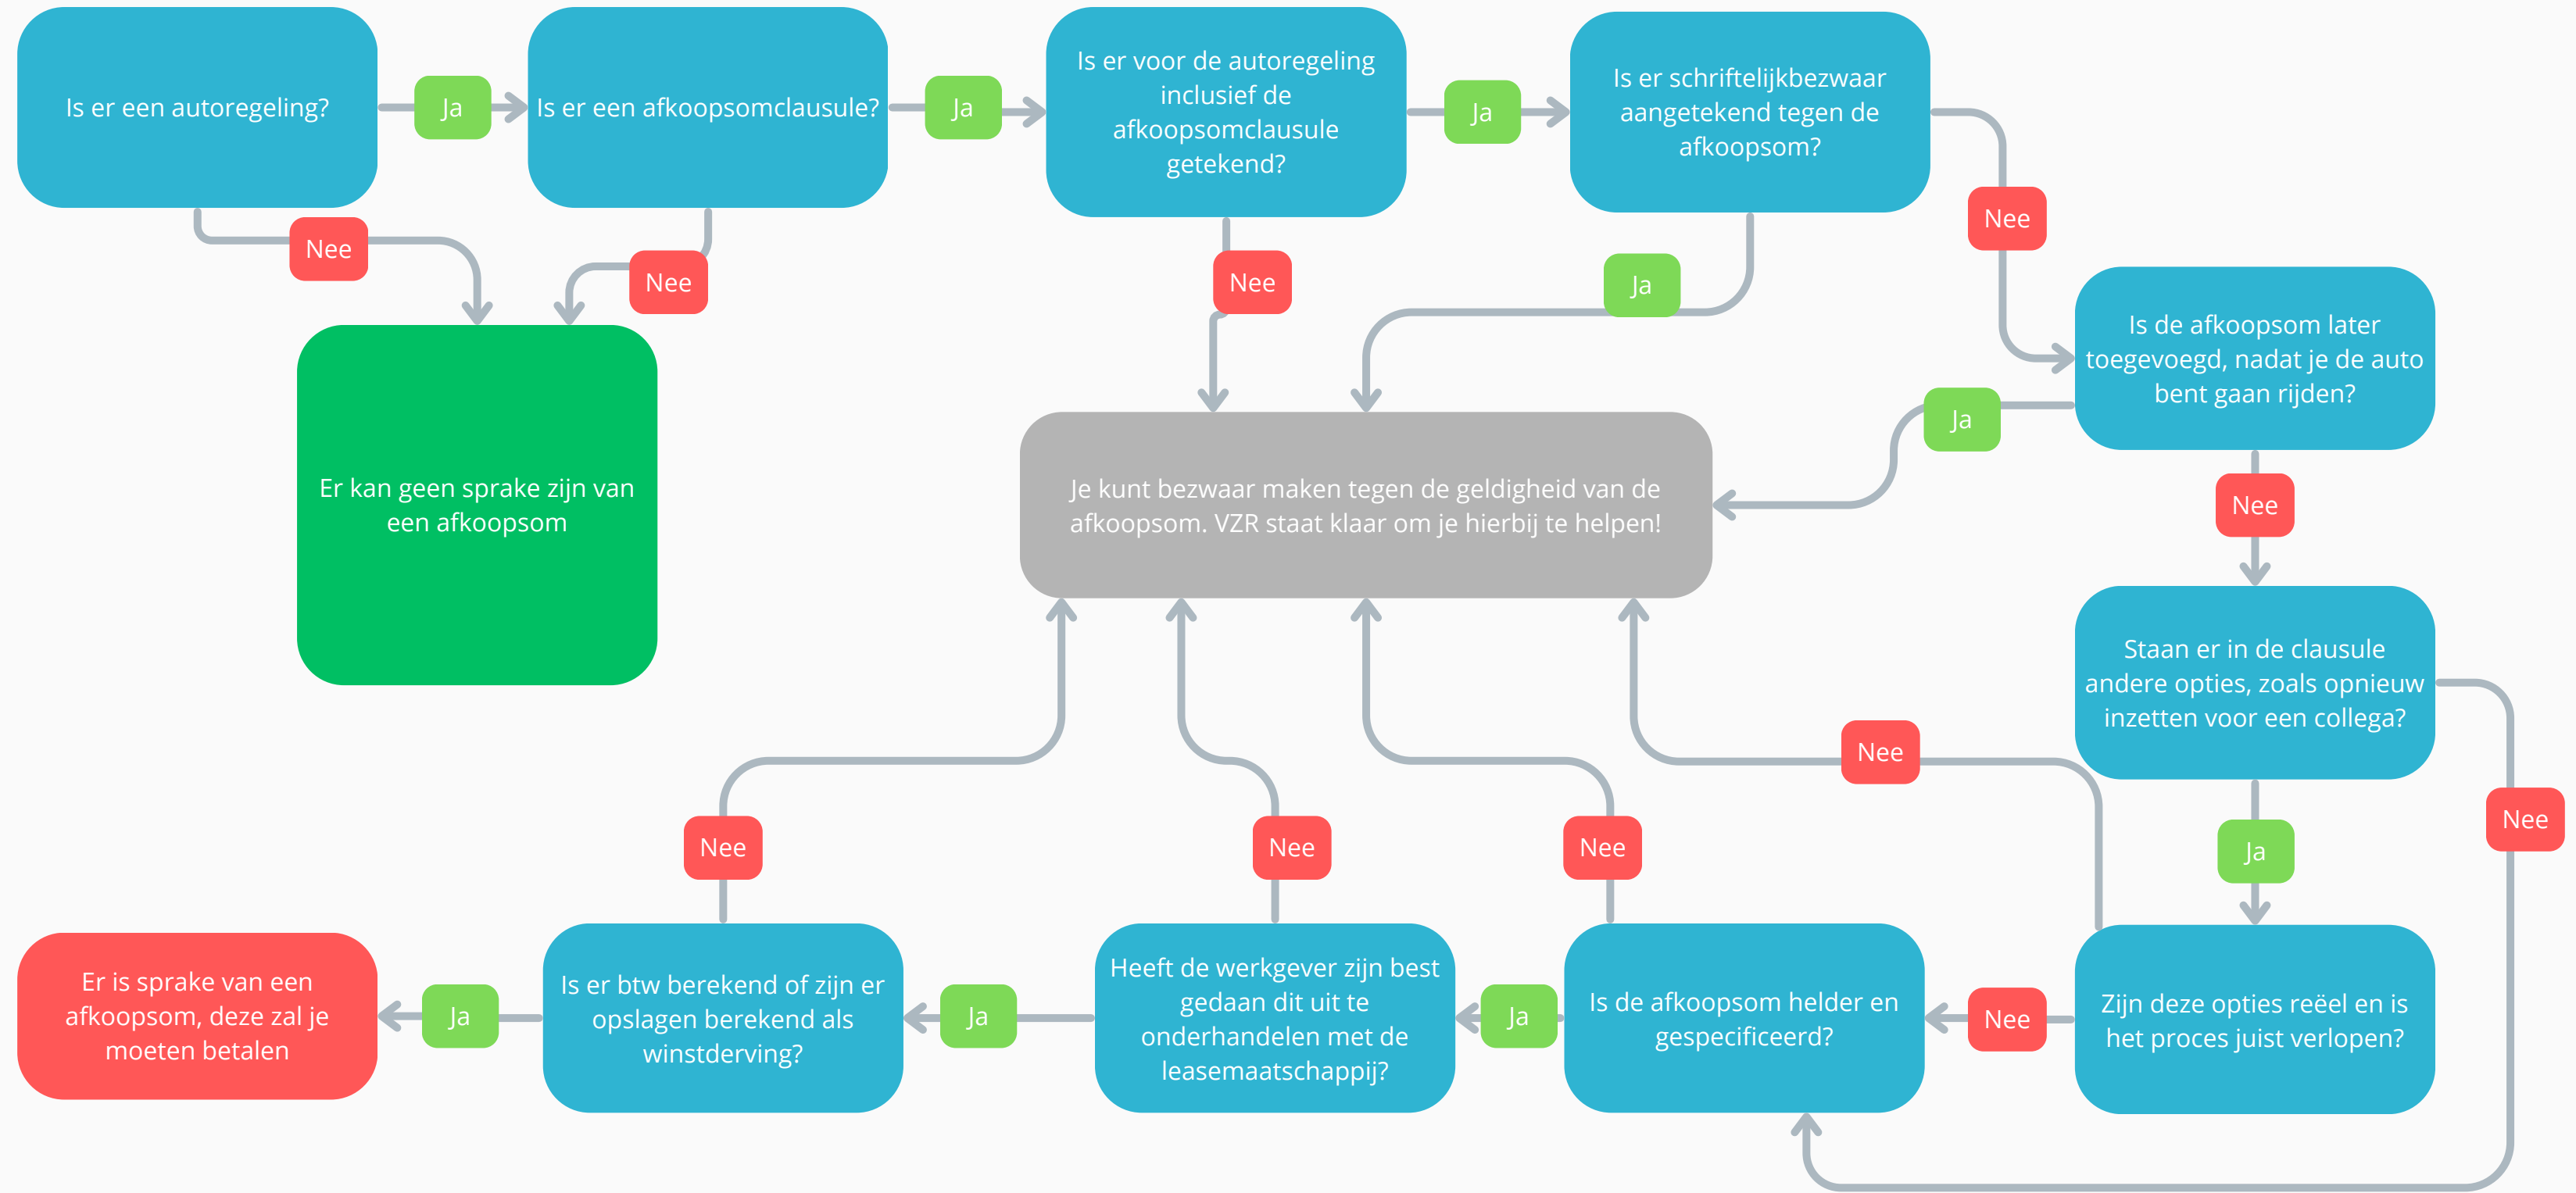 Is er een autoregeling?
Ja
Is er een afkoopsomclausule?
Ja
Is er voor de autoregeling
inclusief de
afkoopsomclausule
getekend?
Ja
Is er schriftelijkbezwaar
aangetekend tegen de
afkoopsom?
Nee
Nee
Nee
Nee
Ja
Is de afkoopsom later
toegevoegd, nadat je de auto
bent gaan rijden?
Ja
Er kan geen sprake zijn van
een afkoopsom
Je kunt bezwaar maken tegen de geldigheid van de
afkoopsom. VZR staat klaar om je hierbij te helpen!
Nee
Staan er in de clausule
andere opties, zoals opnieuw
inzetten voor een collega?
Nee
Nee
Nee
Nee
Nee
Ja
Er is sprake van een
afkoopsom, deze zal je
moeten betalen
Ja
Is er btw berekend of zijn er
opslagen berekend als
winstderving?
Ja
Heeft de werkgever zijn best
gedaan dit uit te
onderhandelen met de
leasemaatschappij?
Ja
Is de afkoopsom helder en
gespecificeerd?
Nee
Zijn deze opties reëel en is
het proces juist verlopen?